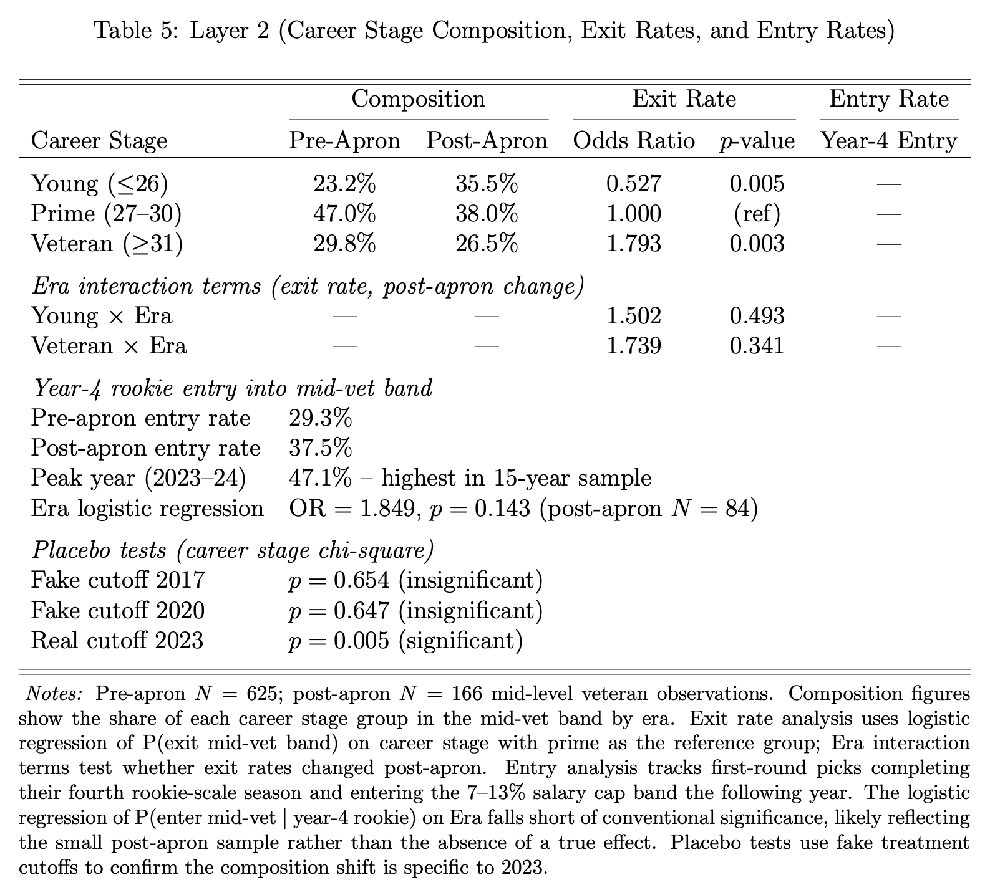 Table 5: Layer 2 (Career Stage Composition, Exit Rates, and Entry Rates)
Composition Exit Rate Entry Rate
Career Stage Pre-Apron Post-Apron Odds Ratio p-value Year-4 Entry
Young (≤26) 23.2% 35.5% 0.527 0.005 —
Prime (27–30) 47.0% 38.0% 1.000 (ref) —
Veteran (≥31) 29.8% 26.5% 1.793 0.003 —
Era interaction terms (exit rate, post-apron change)
Young × Era — — 1.502 0.493 —
Veteran × Era — — 1.739 0.341 —
Year-4 rookie entry into mid-vet band
Pre-apron entry rate 29.3%
Post-apron entry rate 37.5%
Peak year (2023–24) 47.1% – highest in 15-year sample
Era logistic regression OR = 1.849, p = 0.143 (post-apron N = 84)
Placebo tests (career stage chi-square)
Fake cutoff 2017 p = 0.654 (insignificant)
Fake cutoff 2020 p = 0.647 (insignificant)
Real cutoff 2023 p = 0.005 (significant)
Notes: Pre-apron N = 625; post-apron N = 166 mid-level veteran observations. Composition figures
show the share of each career stage group in the mid-vet band by era. Exit rate analysis uses logistic
regression of P(exit mid-vet band) on career stage with prime as the reference group; Era interaction
terms test whether exit rates changed post-apron. Entry analysis tracks first-round picks completing
their fourth rookie-scale season and entering the 7–13% salary cap band the following year. The logistic
regression of P(enter mid-vet | year-4 rookie) on Era falls short of conventional significance, likely reflecting
the small post-apron sample rather than the absence of a true effect. Placebo tests use fake treatment
cutoffs to confirm the composition shift is specific to 2023.